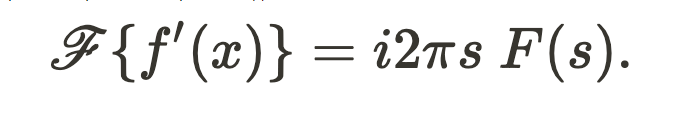 ℱ{f′(x)} = i2πs F(s).